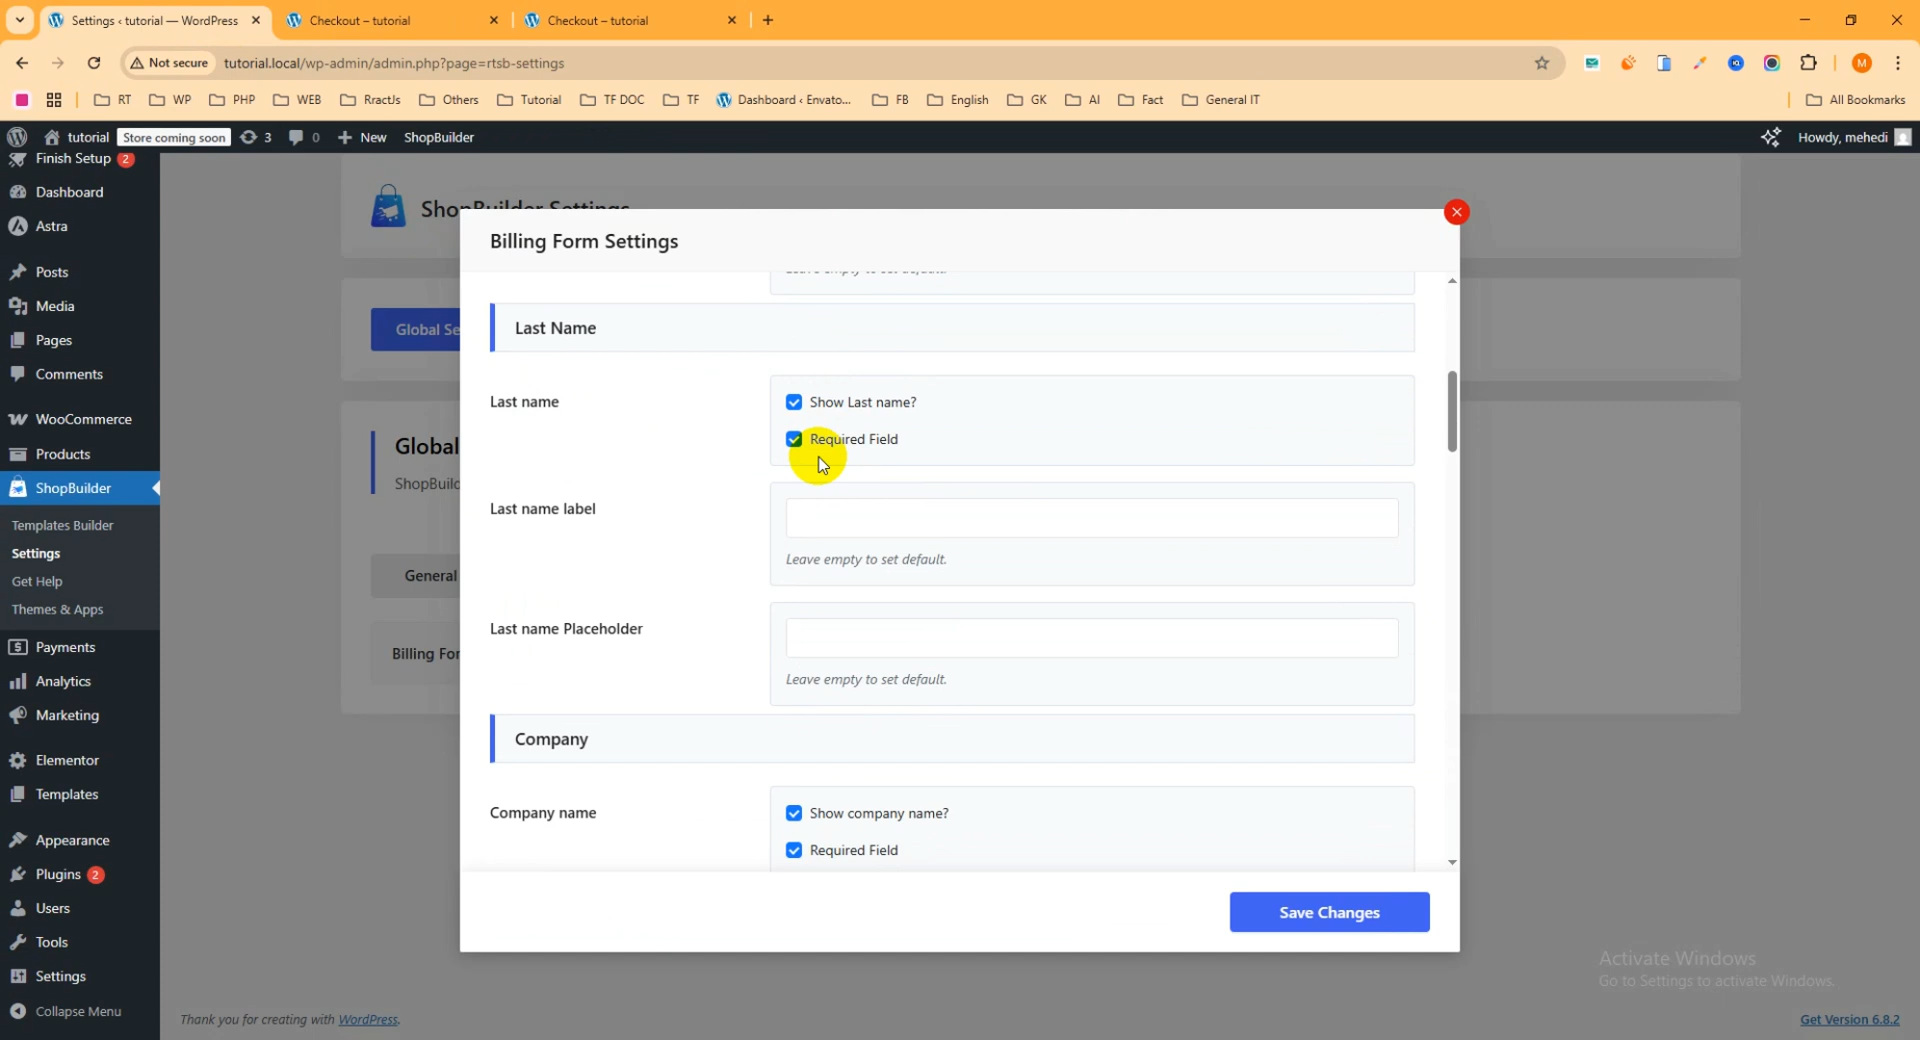 Settings ‹ tutorial — WordPress
Checkout – tutorial
Checkout – tutorial
Not secure
tutorial.local/wp-admin/admin.php?page=rtsb-settings
M
RT
WP
PHP
WEB
RractJs
Others
Tutorial
TF DOC
TF
Dashboard ‹ Envato...
FB
English
GK
AI
Fact
General IT
All Bookmarks
tutorial
Store coming soon
3
0
New
ShopBuilder
Howdy, mehedi
Finish Setup 2
Dashboard
Astra
Posts
Media
Pages
Comments
WooCommerce
Products
ShopBuilder
Templates Builder
Settings
Get Help
Themes & Apps
Payments
Analytics
Marketing
Elementor
Templates
Appearance
Plugins 2
Users
Tools
Settings
Collapse Menu
ShopBuilder Settings
Global Se
Global
ShopBuilc
General
Billing For
Billing Form Settings
Leave empty to set default.
Last Name
Last name
Show Last name?
Required Field
Last name label
Leave empty to set default.
Last name Placeholder
Leave empty to set default.
Company
Company name
Show company name?
Required Field
Save Changes
Activate Windows
Go to Settings to activate Windows.
Thank you for creating with WordPress.
Get Version 6.8.2